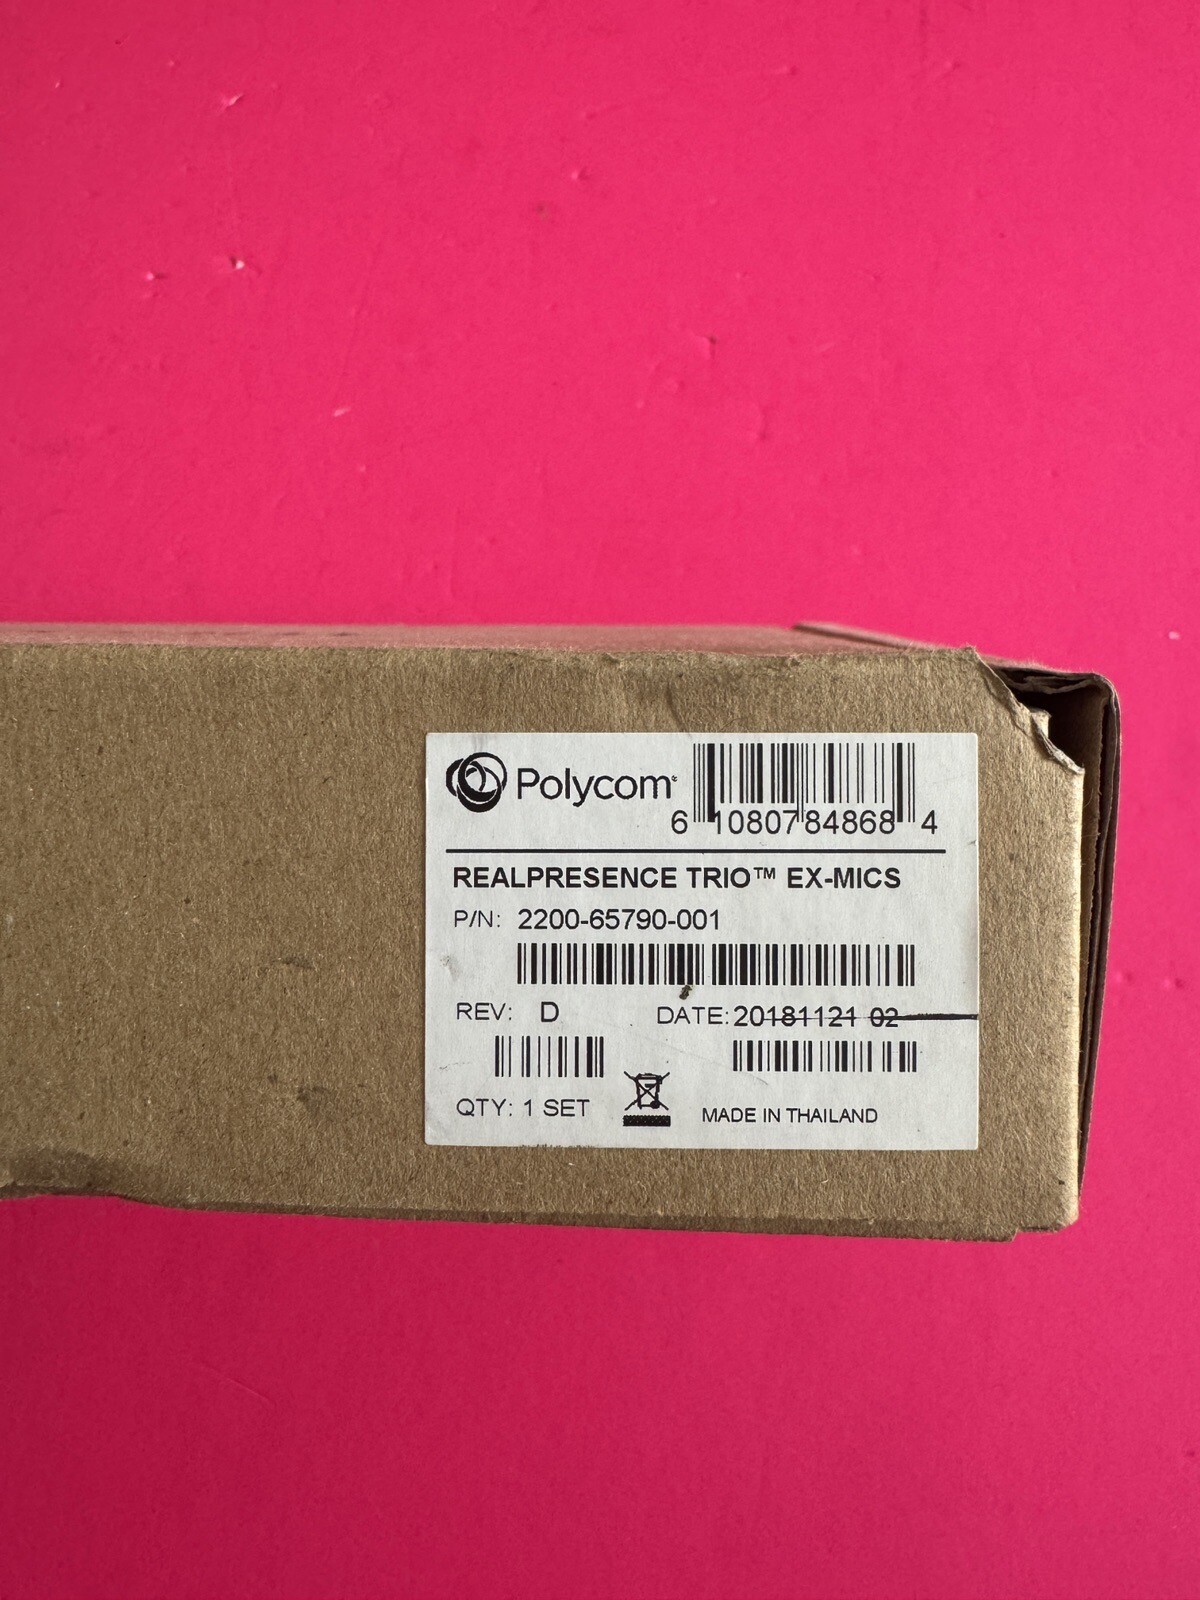 Polycom
6 10807 84868 4
REALPRESENCE TRIO™ EX-MICS
P/N: 2200-65790-001
REV: D DATE: 20181121 02
QTY: 1 SET MADE IN THAILAND